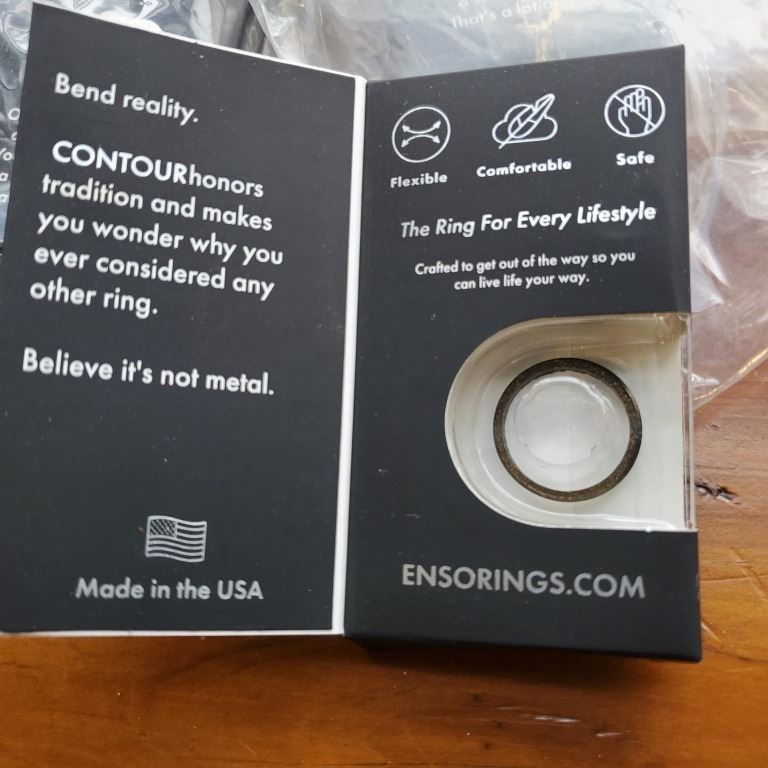 Bend reality.
CONTOURhonors
tradition and makes
you wonder why you
ever considered any
other ring.
Believe it's not metal.
Made in the USA
Flexible
Comfortable
Safe
The Ring For Every Lifestyle
Crafted to get out of the way so you
can live life your way.
ENSORINGS.COM
That's a lot